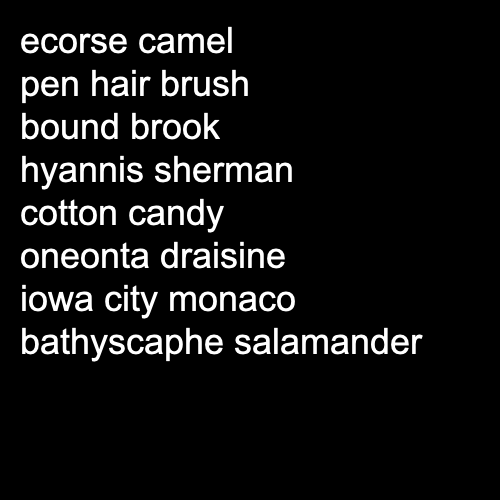 ecorse camel
pen hair brush
bound brook
hyannis sherman
cotton candy
oneonta draisine
iowa city monaco
bathyscaphe salamander